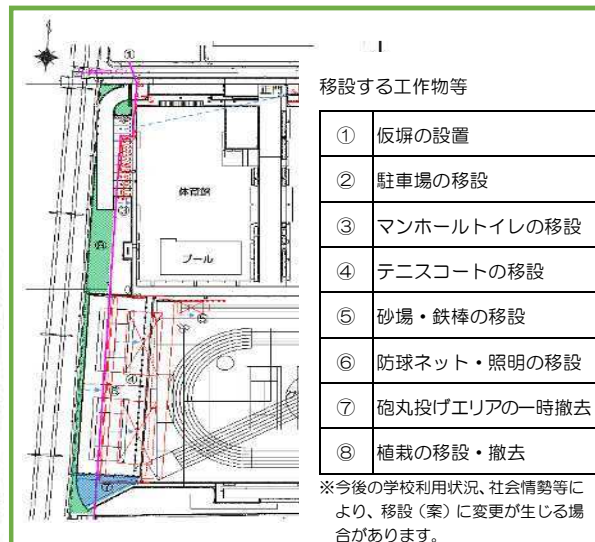 ①
移設する工作物等
① 仮塀の設置
② 駐車場の移設
③ マンホールトイレの移設
④ テニスコートの移設
⑤ 砂場・鉄棒の移設
⑥ 防球ネット・照明の移設
⑦ 砲丸投げエリアの一時撤去
⑧ 植栽の移設・撤去
※今後の学校利用状況、社会情勢等に
より、移設（案）に変更が生じる場
合があります。
体育館
プール
③
④
⑦